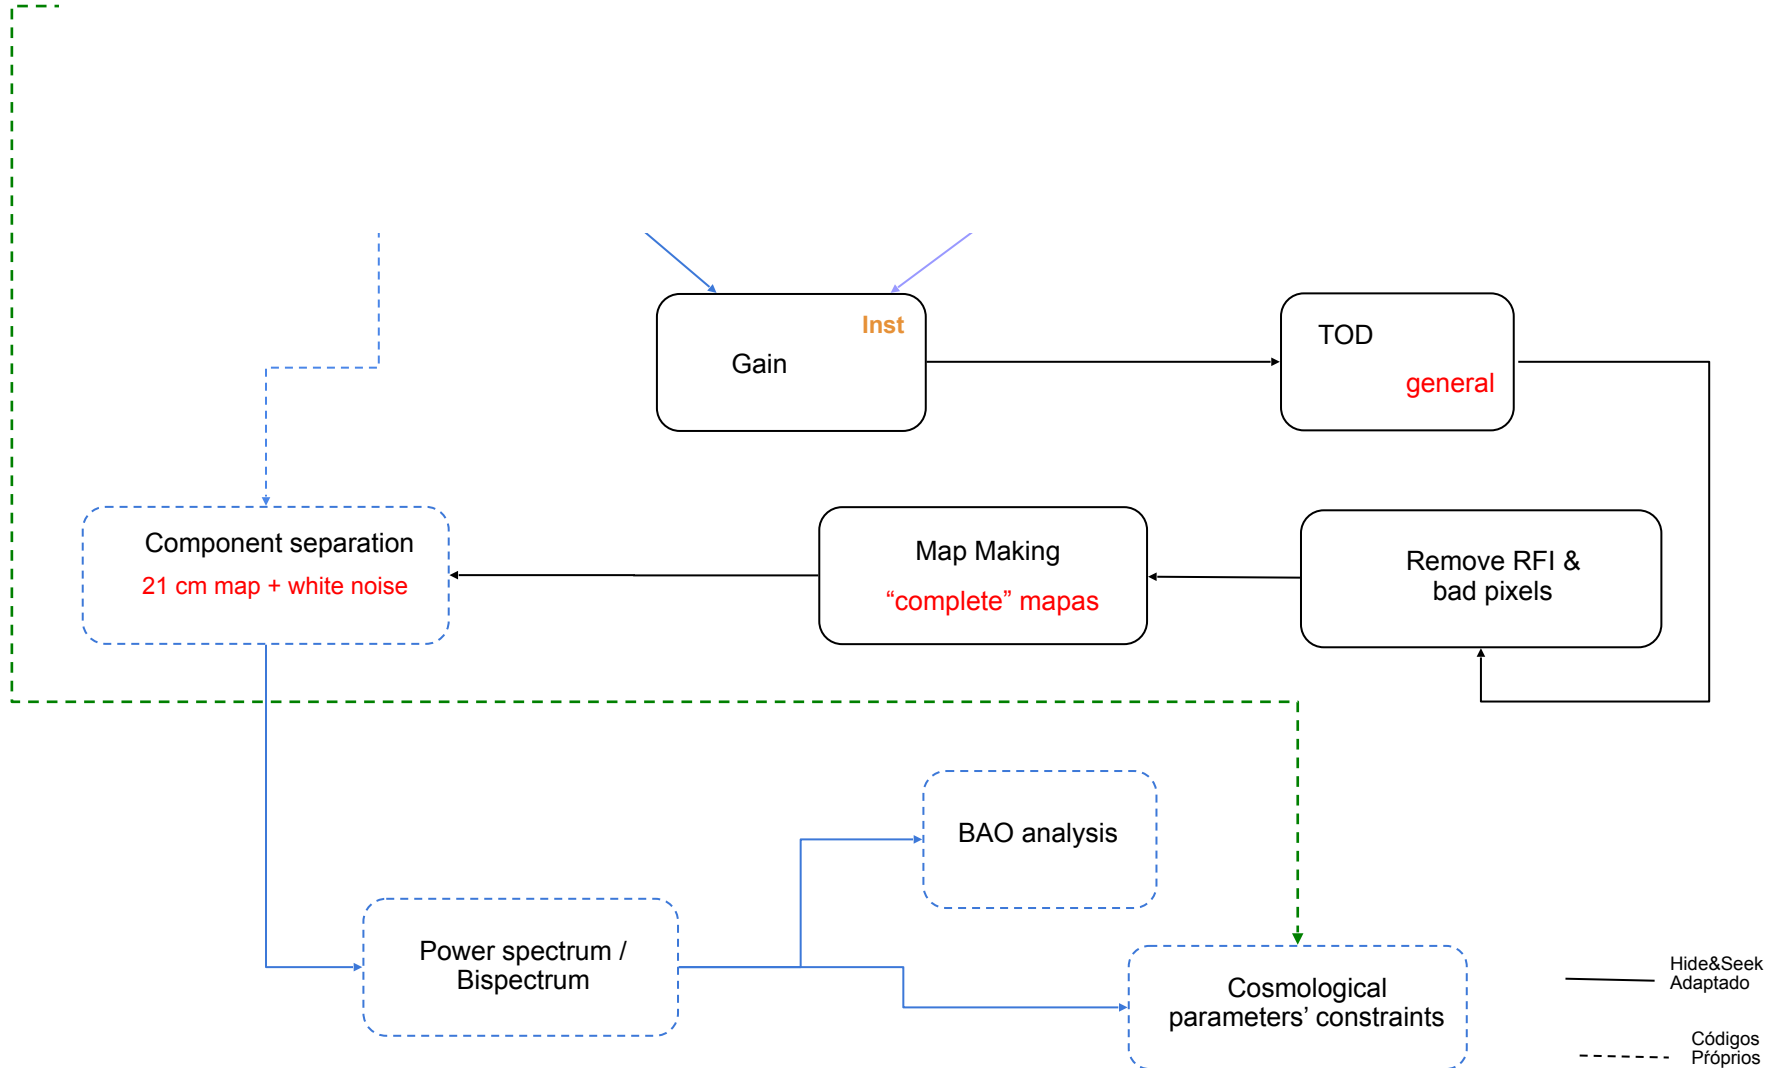 Inst
Gain
TOD
general
Component separation
21 cm map + white noise
Map Making
“complete” mapas
Remove RFI &
bad pixels
BAO analysis
Power spectrum /
Bispectrum
Cosmological
parameters’ constraints
Hide&Seek
Adaptado
Códigos
Pŕóprios